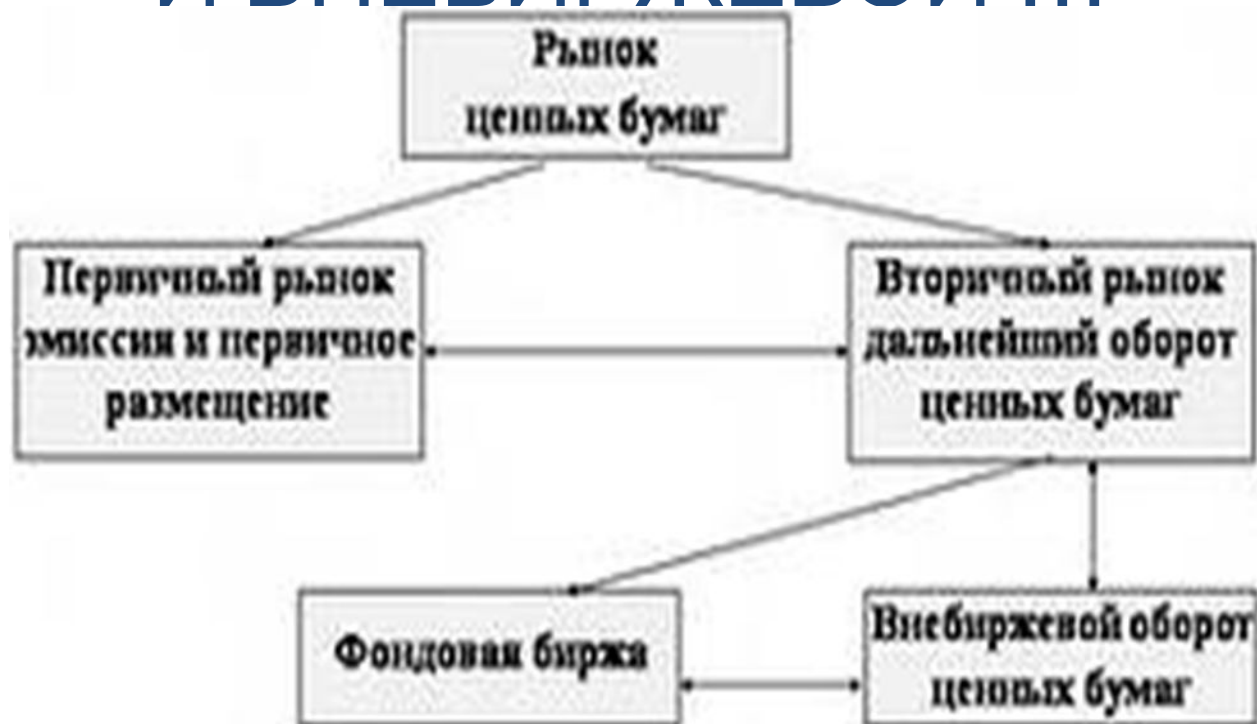 И ВНЕБИРЖЕВОЙ ...
Рынок
ценных бумаг
Первичный рынок
эмиссия и первичное
размещение
Вторичный рынок
дальнейший оборот
ценных бумаг
Фондовая биржа
Внебиржевой оборот
ценных бумаг